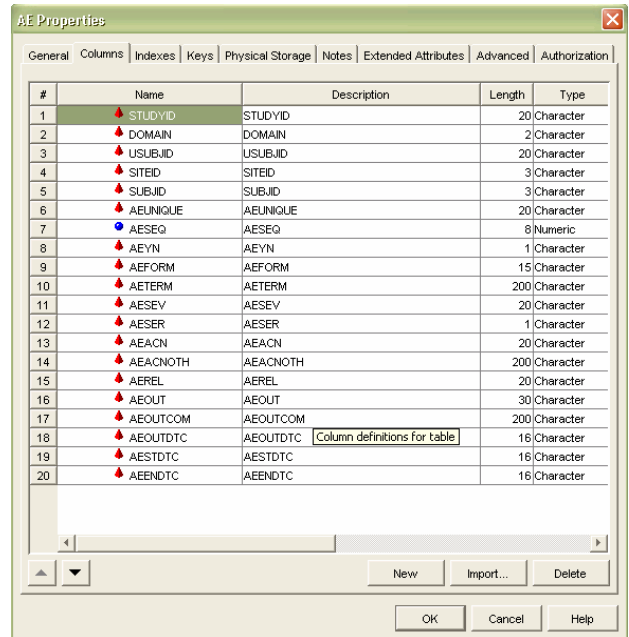 AE Properties
General Columns Indexes Keys Physical Storage Notes Extended Attributes Advanced Authorization
# Name Description Length Type
1 STUDYID STUDYID 20 Character
2 DOMAIN DOMAIN 2 Character
3 USUBJID USUBJID 20 Character
4 SITEID SITEID 3 Character
5 SUBJID SUBJID 3 Character
6 AEUNIQUE AEUNIQUE 20 Character
7 AESEQ AESEQ 8 Numeric
8 AEYN AEYN 1 Character
9 AEFORM AEFORM 15 Character
10 AETERM AETERM 200 Character
11 AESEV AESEV 20 Character
12 AESER AESER 1 Character
13 AEACN AEACN 20 Character
14 AEACNOTH AEACNOTH 200 Character
15 AEREL AEREL 20 Character
16 AEOUT AEOUT 30 Character
17 AEOUTCOM AEOUTCOM 200 Character
18 AEOUTDTC AEOUTDTC Column definitions for table 16 Character
19 AESTDTC AESTDTC 16 Character
20 AEENDTC AEENDTC 16 Character
New Import... Delete
OK Cancel Help